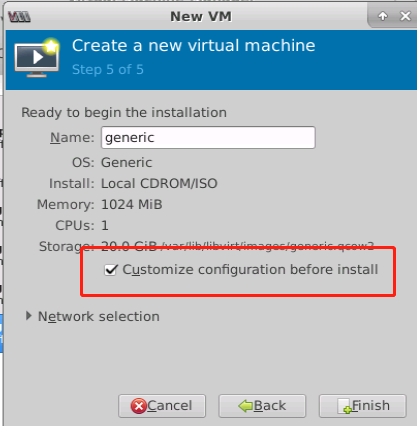 New VM
Create a new virtual machine
Step 5 of 5
Ready to begin the installation
Name: generic
OS: Generic
Install: Local CDROM/ISO
Memory: 1024 MiB
CPUs: 1
Storage: 20.0 GiB /var/lib/libvirt/images/generic.qcow2
Customize configuration before install
Network selection
Cancel Back Finish